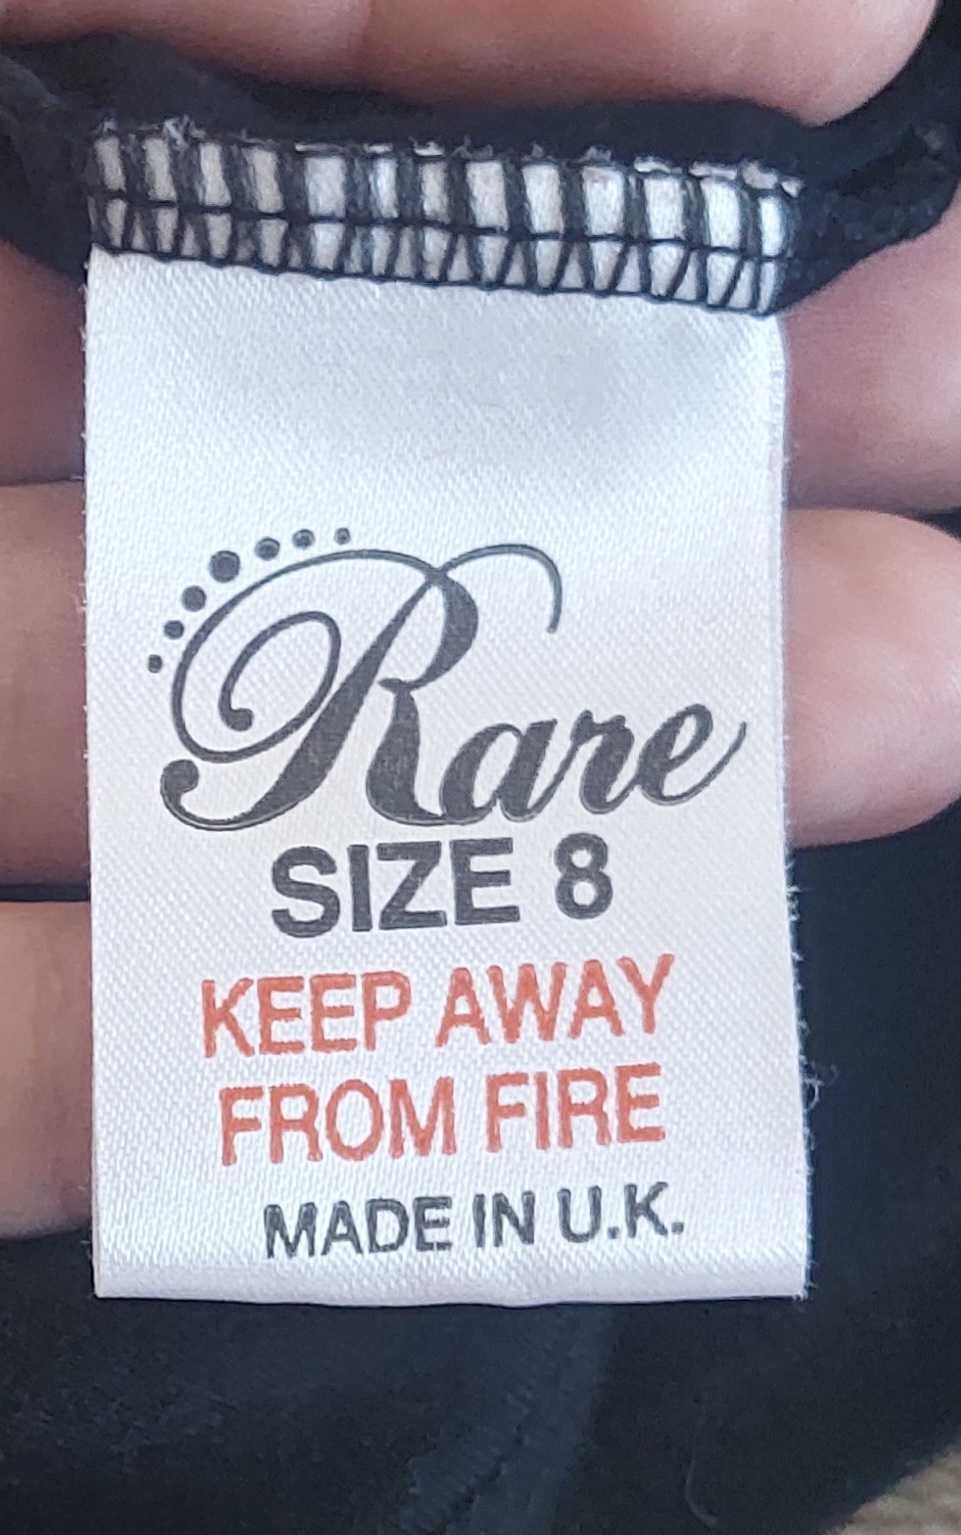 Rare
SIZE 8
KEEP AWAY
FROM FIRE
MADE IN U.K.